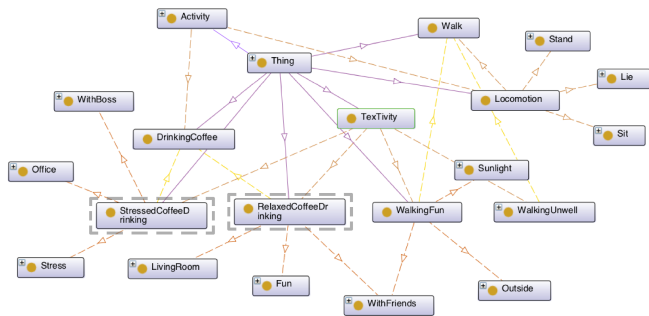 Activity
Walk
Stand
Thing
Lie
WithBoss
Locomotion
TexTivity
DrinkingCoffee
Sit
Office
Sunlight
StressedCoffeeD
rinking
RelaxedCoffeeDr
inking
WalkingFun
WalkingUnwell
Stress
LivingRoom
Fun
WithFriends
Outside